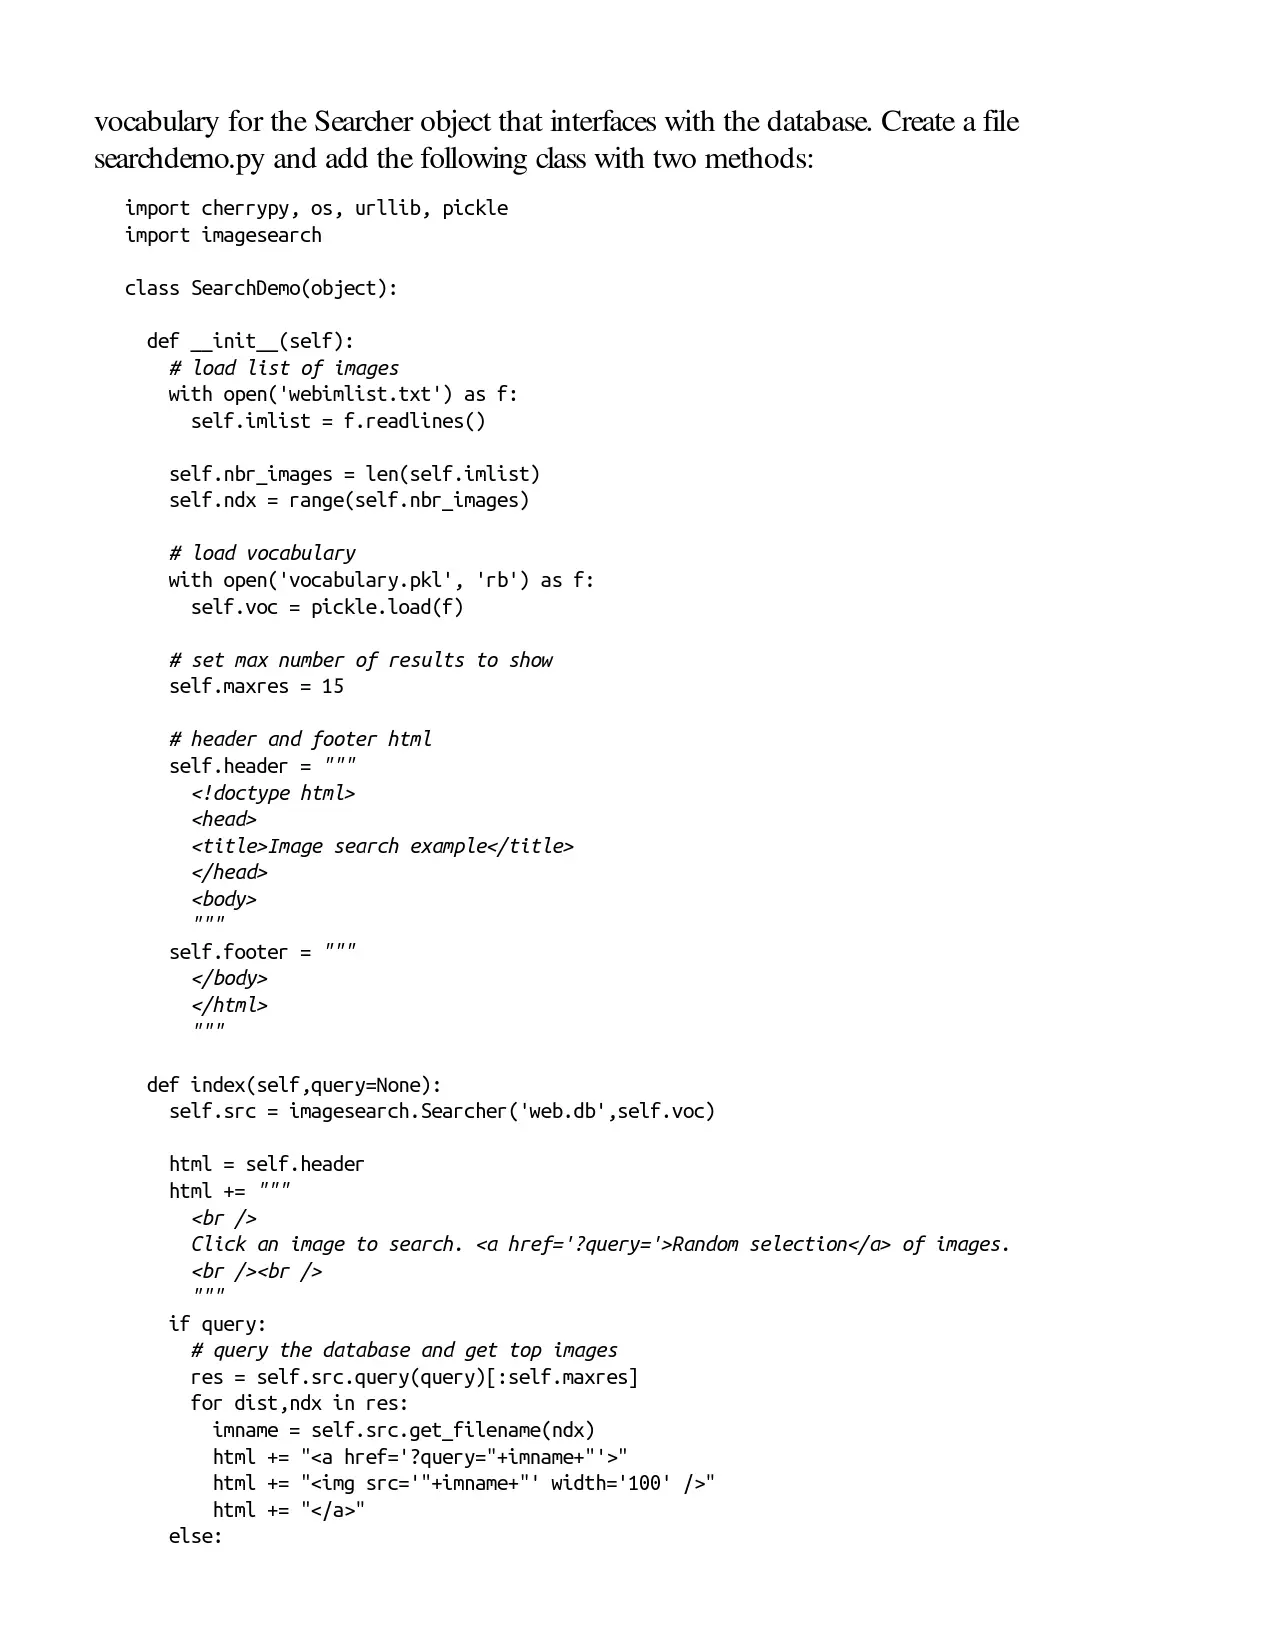 vocabulary for the Searcher object that interfaces with the database. Create a file
searchdemo.py and add the following class with two methods:
import cherrypy, os, urllib, pickle
import imagesearch
class SearchDemo(object):
def __init__(self):
# load list of images
with open('webimlist.txt') as f:
self.imlist = f.readlines()
self.nbr_images = len(self.imlist)
self.ndx = range(self.nbr_images)
# load vocabulary
with open('vocabulary.pkl', 'rb') as f:
self.voc = pickle.load(f)
# set max number of results to show
self.maxres = 15
# header and footer html
self.header = """
<!doctype html>
<head>
<title>Image search example</title>
</head>
<body>
"""
self.footer = """
</body>
</html>
"""
def index(self,query=None):
self.src = imagesearch.Searcher('web.db',self.voc)
html = self.header
html += """
<br />
Click an image to search. <a href='?query='>Random selection</a> of images.
<br /><br />
"""
if query:
# query the database and get top images
res = self.src.query(query)[:self.maxres]
for dist,ndx in res:
imname = self.src.get_filename(ndx)
html += "<a href='?query="+imname+"'>"
html += "<img src='"+imname+"' width='100' />"
html += "</a>"
else: